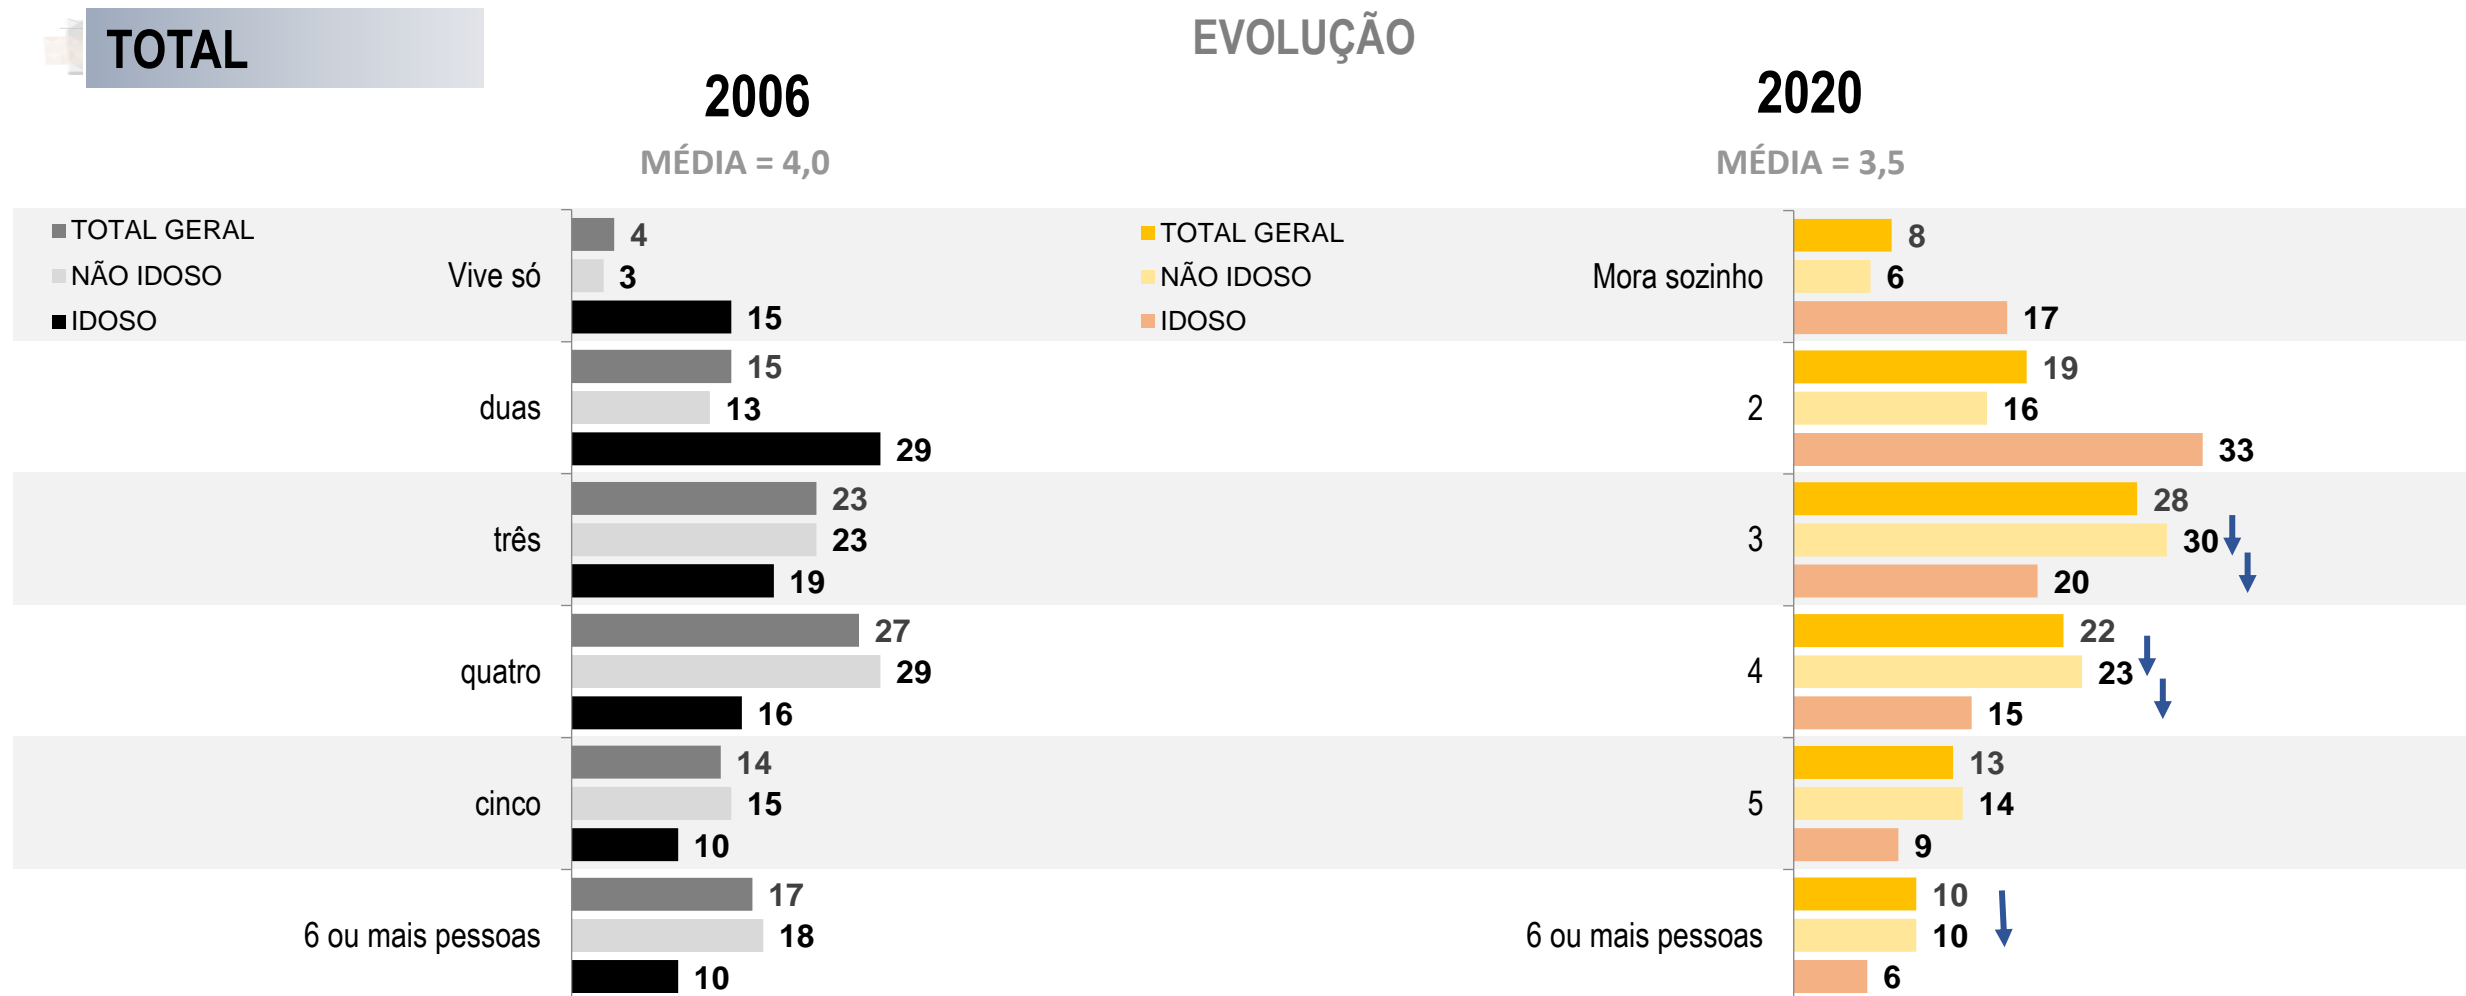 TOTAL
EVOLUÇÃO
2006
2020
MÉDIA = 4,0
MÉDIA = 3,5
TOTAL GERAL
NÃO IDOSO
IDOSO
Vive só
4
3
15
duas
15
13
29
três
23
23
19
quatro
27
29
16
cinco
14
15
10
6 ou mais pessoas
17
18
10
TOTAL GERAL
NÃO IDOSO
IDOSO
Mora sozinho
8
6
17
2
19
16
33
3
28
30
20
4
22
23
15
5
13
14
9
6 ou mais pessoas
10
10
6